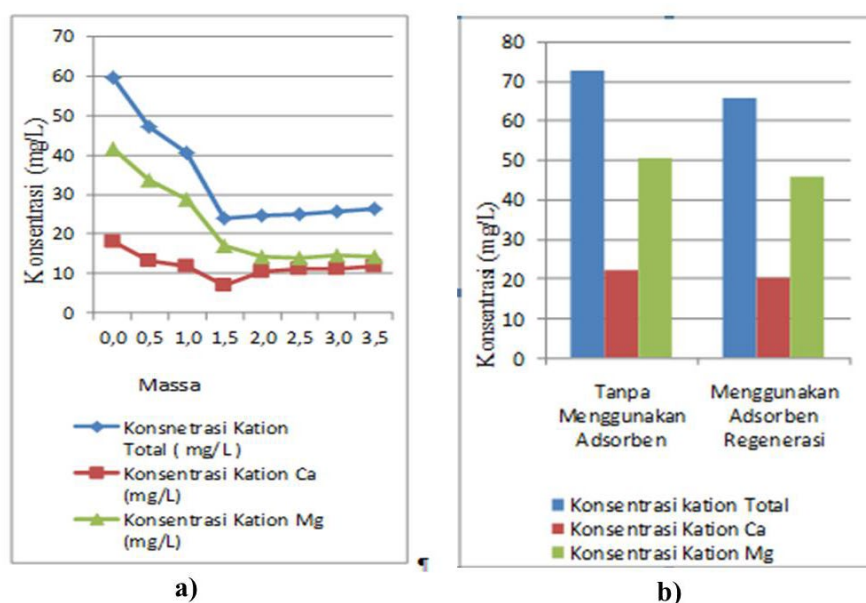 Konsentrasi (mg/L)
70
60
50
40
30
20
10
0
0,0 0,5 1,0 1,5 2,0 2,5 3,0 3,5
Massa
Konsnetrasi Kation
Total ( mg/L )
Konsentrasi Kation Ca
(mg/L)
Konsentrasi Kation Mg
(mg/L)
¶
a)
Konsentrasi (mg/L)
80
70
60
50
40
30
20
10
0
Tanpa
Menggunakan
Adsorben
Menggunakan
Adsorben
Regenerasi
Konsentrasi kation Total
Konsentrasi Kation Ca
Konsentrasi Kation Mg
b)